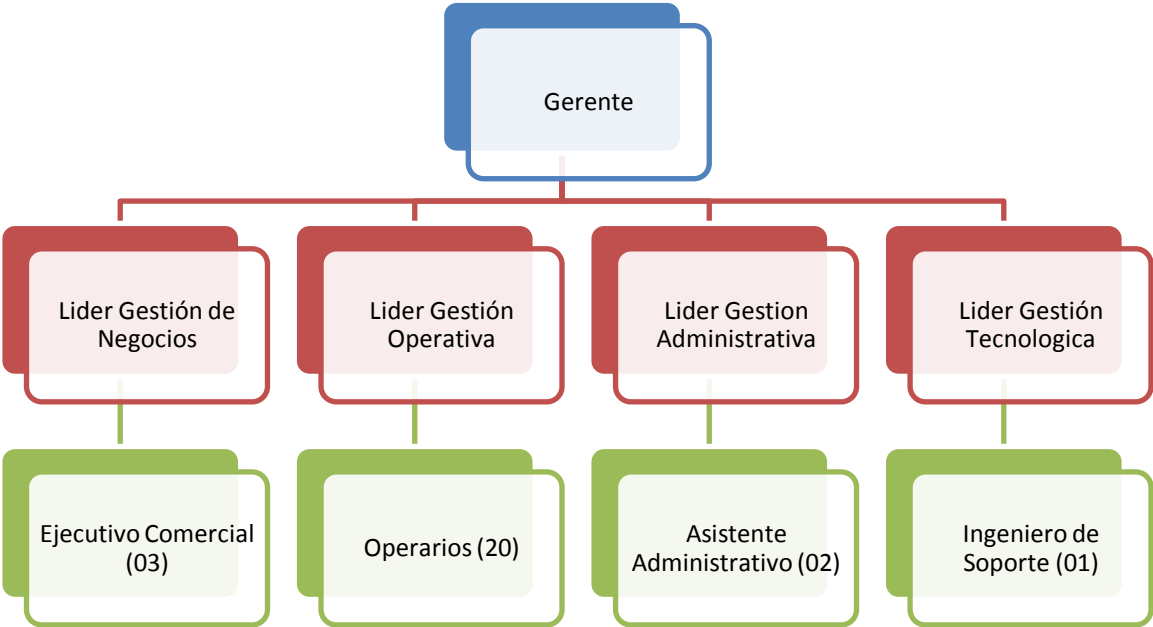 Gerente
Lider Gestión de
Negocios
Lider Gestión
Operativa
Lider Gestion
Administrativa
Lider Gestión
Tecnologica
Ejecutivo Comercial
(03)
Operarios (20)
Asistente
Administrativo (02)
Ingeniero de
Soporte (01)